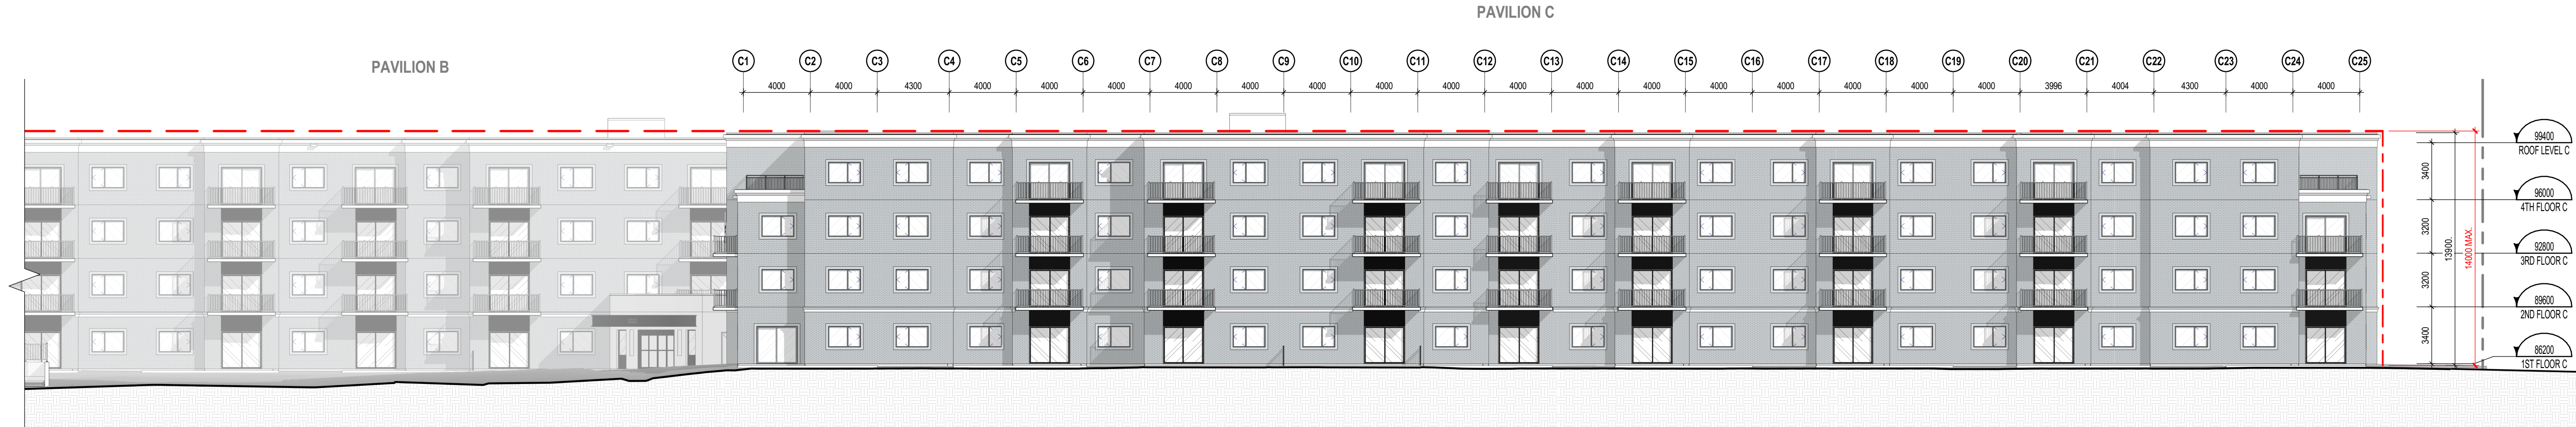 PAVILION C
PAVILION B
C1 C2 C3 C4 C5 C6 C7 C8 C9 C10 C11 C12 C13 C14 C15 C16 C17 C18 C19 C20 C21 C22 C23 C24 C25
4000 4000 4300 4000 4000 4000 4000 4000 4000 4000 4000 4000 4000 4000 4000 4000 4000 4000 4000 3996 4004 4300 4000 4000
99400
ROOF LEVEL C
3400
96000
4TH FLOOR C
3200
13900.
14000 MAX.
92800
3RD FLOOR C
3200
89600
2ND FLOOR C
3400
86200
1ST FLOOR C